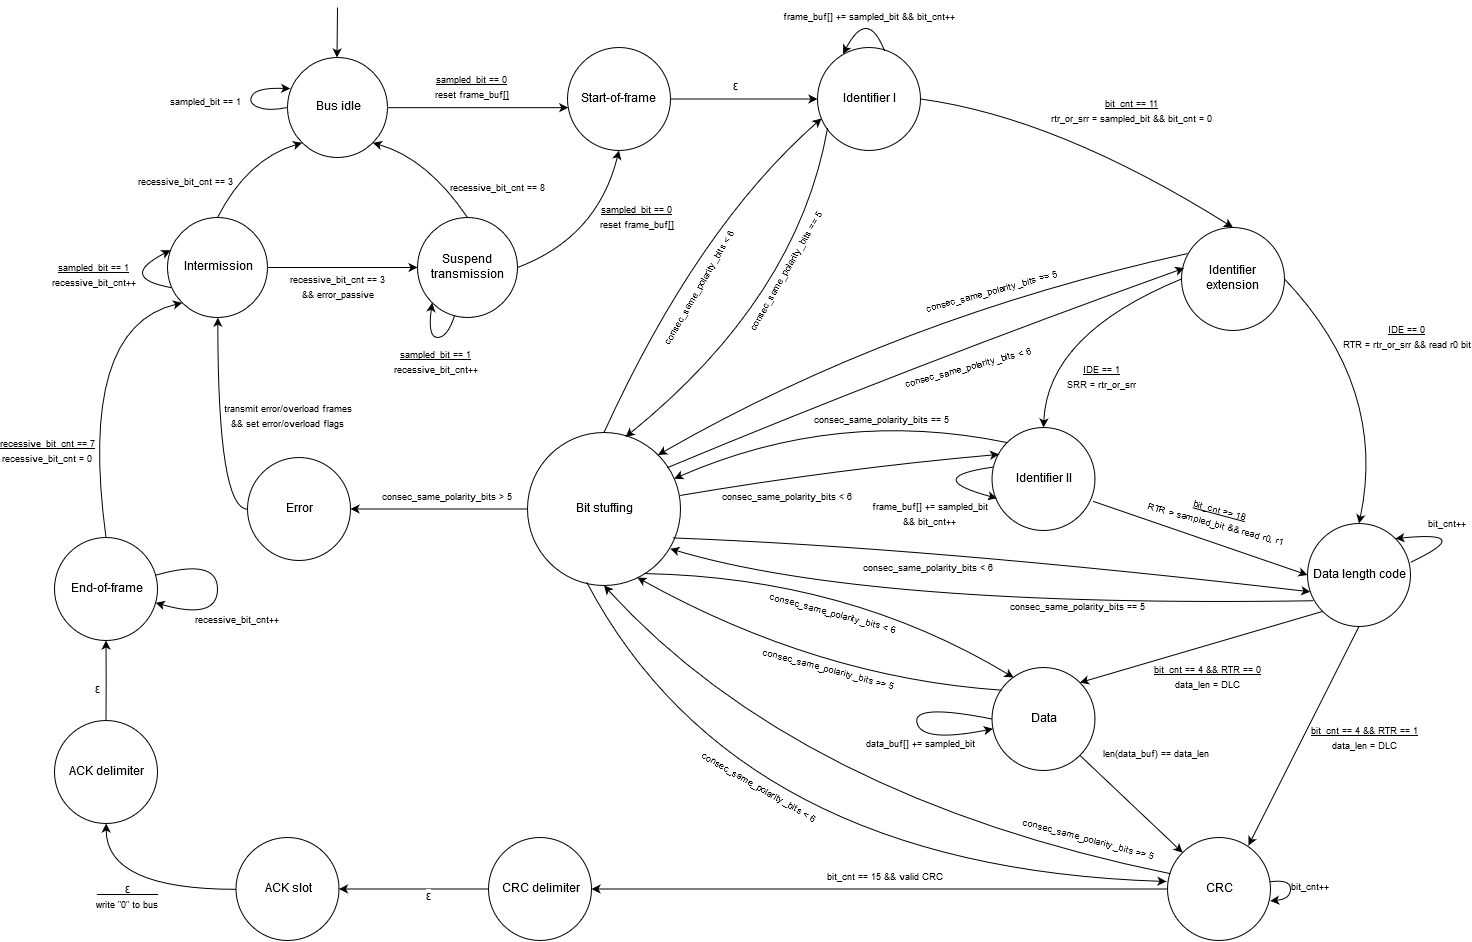 frame_buf[] += sampled_bit && bit_cnt++
sampled_bit == 1
Bus idle
sampled_bit == 0
reset frame_buf[]
Start-of-frame
ε
Identifier I
bit_cnt == 11
rtr_or_srr = sampled_bit && bit_cnt = 0
recessive_bit_cnt == 3
recessive_bit_cnt == 8
sampled_bit == 0
reset frame_buf[]
consec_same_polarity_bits < 6
consec_same_polarity_bits == 5
sampled_bit == 1
recessive_bit_cnt++
Intermission
recessive_bit_cnt == 3
&& error_passive
Suspend
transmission
sampled_bit == 1
recessive_bit_cnt++
Identifier
extension
consec_same_polarity_bits == 5
consec_same_polarity_bits < 6
IDE == 0
RTR = rtr_or_srr && read r0 bit
IDE == 1
SRR = rtr_or_srr
transmit error/overload frames
&& set error/overload flags
consec_same_polarity_bits == 5
recessive_bit_cnt == 7
recessive_bit_cnt = 0
Error
consec_same_polarity_bits > 5
Bit stuffing
consec_same_polarity_bits < 6
Identifier II
frame_buf[] += sampled_bit
&& bit_cnt++
bit_cnt == 18
RTR = sampled_bit && read r0, r1
bit_cnt++
Data length code
consec_same_polarity_bits < 6
consec_same_polarity_bits == 5
End-of-frame
recessive_bit_cnt++
consec_same_polarity_bits < 6
consec_same_polarity_bits == 5
bit_cnt == 4 && RTR == 0
data_len = DLC
ε
Data
data_buf[] += sampled_bit
bit_cnt == 4 && RTR == 1
data_len = DLC
len(data_buf) == data_len
ACK delimiter
consec_same_polarity_bits < 6
consec_same_polarity_bits == 5
ε
write "0" to bus
ACK slot
ε
CRC delimiter
bit_cnt == 15 && valid CRC
CRC
bit_cnt++